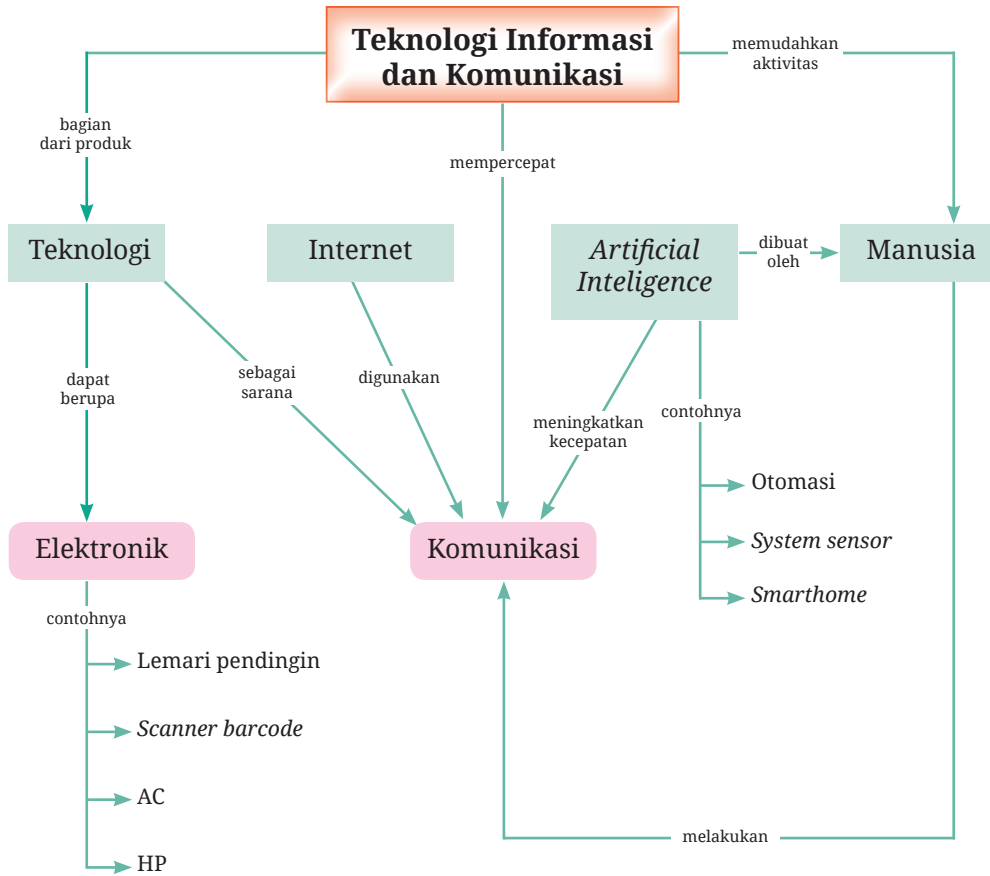 Teknologi Informasi
dan Komunikasi
memudahkan
aktivitas
bagian
dari produk
mempercepat
Teknologi
Internet
Artificial
Inteligence
dibuat
oleh
Manusia
dapat
berupa
sebagai
sarana
digunakan
meningkatkan
kecepatan
contohnya
Otomasi
System sensor
Smarthome
Elektronik
Komunikasi
contohnya
Lemari pendingin
Scanner barcode
AC
HP
melakukan